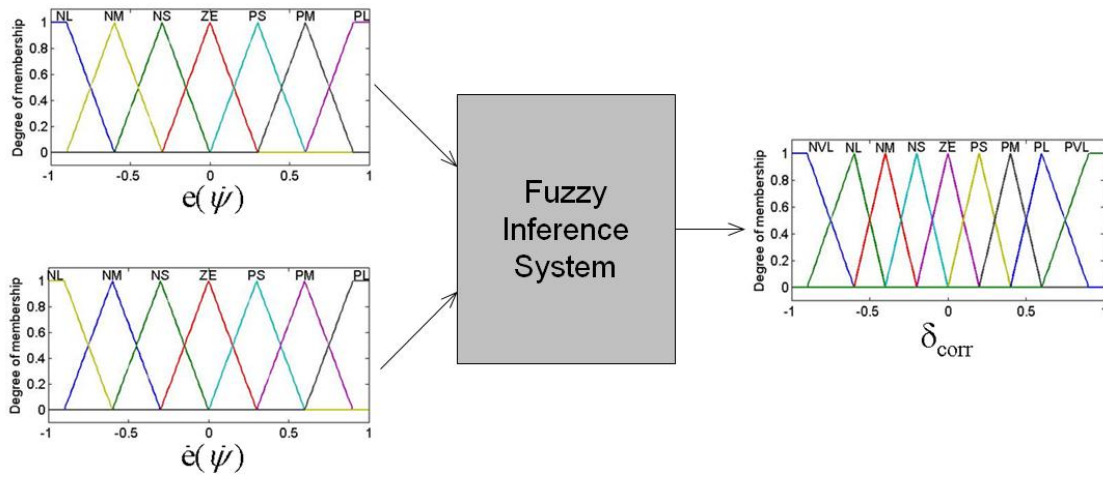 NL NM NS ZE PS PM PL
Degree of membership
1
0.8
0.6
0.4
0.2
0
-1 -0.5 0 0.5 1
e(ψ̇)
NL NM NS ZE PS PM PL
Degree of membership
1
0.8
0.6
0.4
0.2
0
-1 -0.5 0 0.5 1
ė(ψ̇)
Fuzzy
Inference
System
NVL NL NM NS ZE PS PM PL PVL
Degree of membership
1
0.8
0.6
0.4
0.2
0
-1 -0.5 0 0.5 1
δcorr